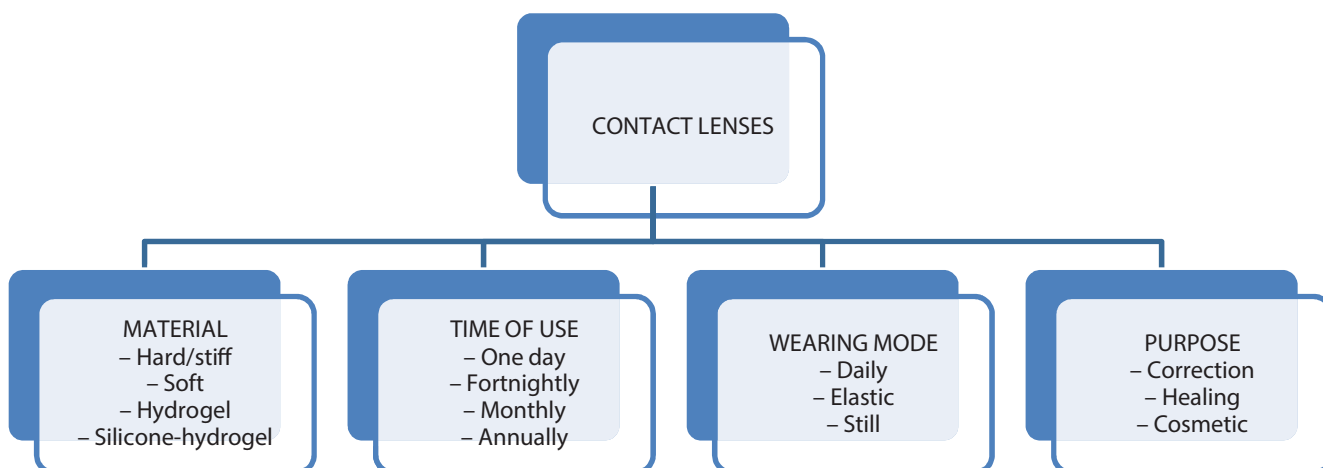 CONTACT LENSES
MATERIAL
– Hard/stiff
– Soft
– Hydrogel
– Silicone-hydrogel
TIME OF USE
– One day
– Fortnightly
– Monthly
– Annually
WEARING MODE
– Daily
– Elastic
– Still
PURPOSE
– Correction
– Healing
– Cosmetic